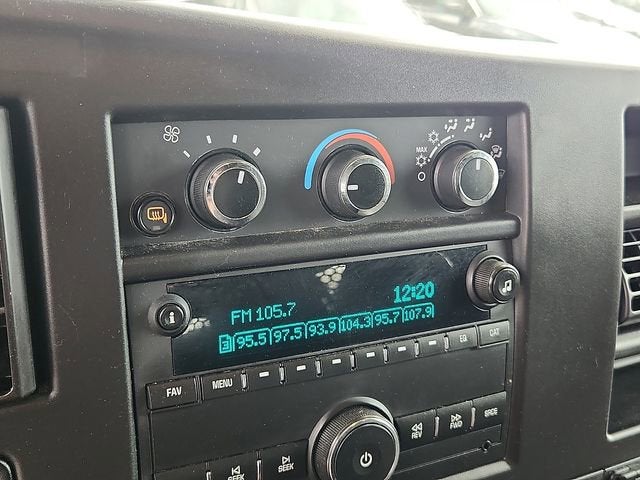 MAX
FM 105.7 12:20
3 95.5 97.5 93.9 104.3 95.7 107.9
i
FAV MENU EQ CAT
REV FWD SRCE
SEEK SEEK